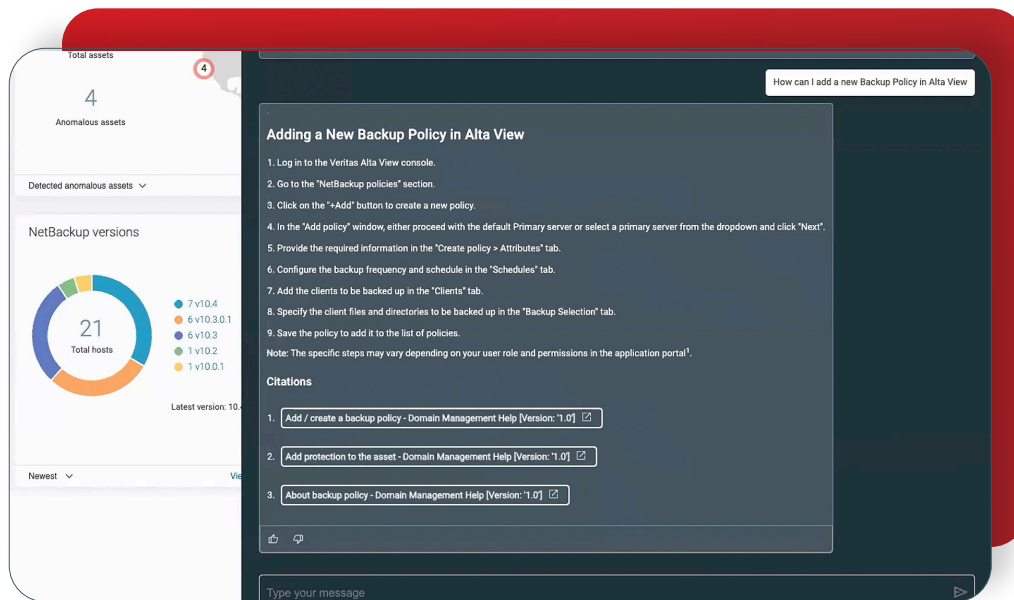 Total assets
4
4
Anomalous assets
Detected anomalous assets
NetBackup versions
21
Total hosts
7 v10.4
6 v10.3.0.1
6 v10.3
1 v10.2
1 v10.0.1
Latest version: 10.
Newest
How can I add a new Backup Policy in Alta View
Adding a New Backup Policy in Alta View
1. Log in to the Veritas Alta View console.
2. Go to the "NetBackup policies" section.
3. Click on the "+Add" button to create a new policy.
4. In the "Add policy" window, either proceed with the default Primary server or select a primary server from the dropdown and click "Next".
5. Provide the required information in the "Create policy > Attributes" tab.
6. Configure the backup frequency and schedule in the "Schedules" tab.
7. Add the clients to be backed up in the "Clients" tab.
8. Specify the client files and directories to be backed up in the "Backup Selection" tab.
9. Save the policy to add it to the list of policies.
Note: The specific steps may vary depending on your user role and permissions in the application portal¹.
Citations
1. Add / create a backup policy - Domain Management Help [Version: '1.0']
2. Add protection to the asset - Domain Management Help [Version: '1.0']
3. About backup policy - Domain Management Help [Version: '1.0']
Type your message